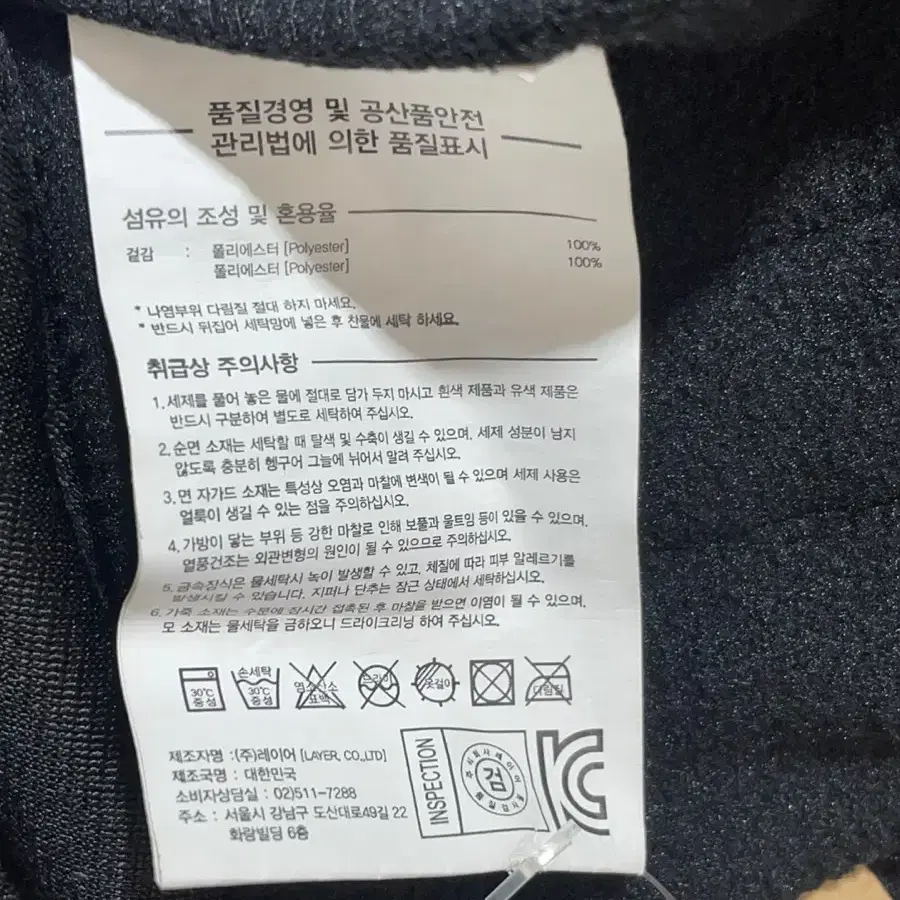 품질경영 및 공산품안전
관리법에 의한 품질표시
섬유의 조성 및 혼용율
겉감 : 폴리에스터 [Polyester] 100%
폴리에스터 [Polyester] 100%
* 나염부위 다림질 절대 하지 마세요.
* 반드시 뒤집어 세탁망에 넣은 후 찬물에 세탁 하세요.
취급상 주의사항
1. 세제를 풀어 놓은 물에 절대로 담가 두지 마시고 흰색 제품과 유색 제품은
반드시 구분하여 별도로 세탁하여 주십시오.
2. 순면 소재는 세탁할 때 탈색 및 수축이 생길 수 있으며, 세제 성분이 남지
않도록 충분히 헹구어 그늘에 뉘어서 말려 주십시오.
3. 면 자가드 소재는 특성상 오염과 마찰에 변색이 될 수 있으며 세제 사용은
얼룩이 생길 수 있는 점을 주의하십시오.
4. 가방이 닿는 부위 등 강한 마찰로 인해 보풀과 울트임 등이 있을 수 있으며,
열풍건조는 외관변형의 원인이 될 수 있으므로 주의하십시오.
5. 금속장식은 물세탁시 녹이 발생할 수 있고, 체질에 따라 피부 알레르기를
발생시킬 수 있습니다. 지퍼나 단추는 잠근 상태에서 세탁하십시오.
6. 가죽 소재는 수분에 장시간 접촉된 후 마찰을 받으면 이염이 될 수 있으며,
모 소재는 물세탁을 금하오니 드라이크리닝 하여 주십시오.
30℃ 중성
손세탁 30℃ 중성
염소산소 표백
드라이
옷걸이
다림질
제조자명 : (주)레이어 [LAYER, CO.,LTD]
제조국명 : 대한민국
소비자상담실 : 02)511-7288
주소 : 서울시 강남구 도산대로49길 22
화랑빌딩 6층
INSPECTION
주식회사레이어
검